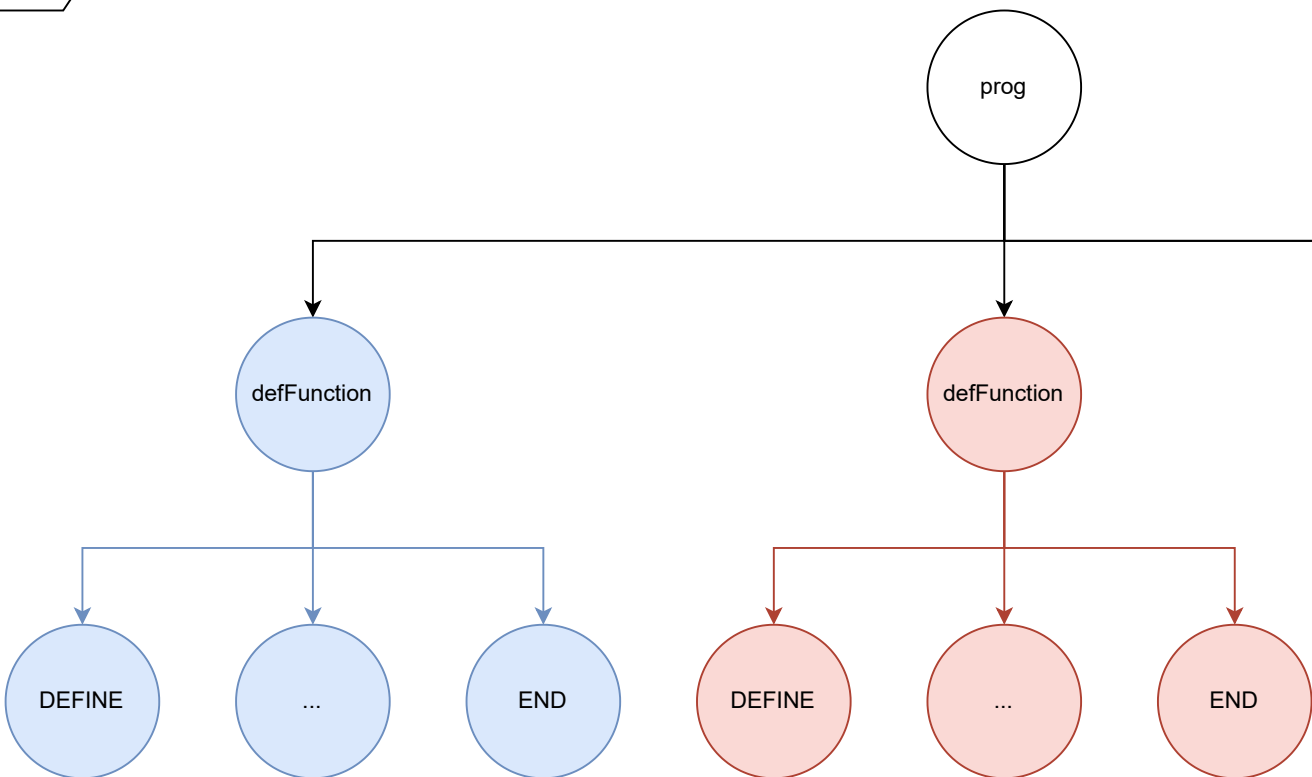 prog
defFunction
defFunction
DEFINE
...
END
DEFINE
...
END